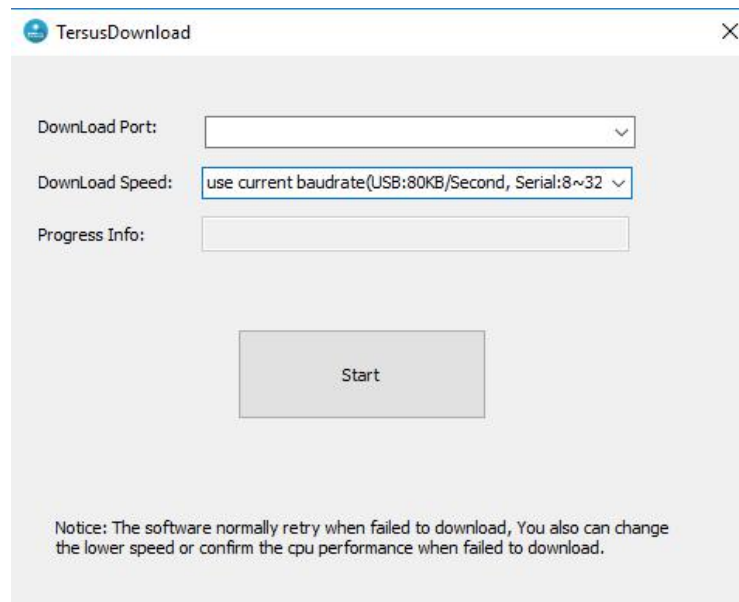 TersusDownload
DownLoad Port:
DownLoad Speed: use current baudrate(USB:80KB/Second, Serial:8~32
Progress Info:
Start
Notice: The software normally retry when failed to download, You also can change
the lower speed or confirm the cpu performance when failed to download.